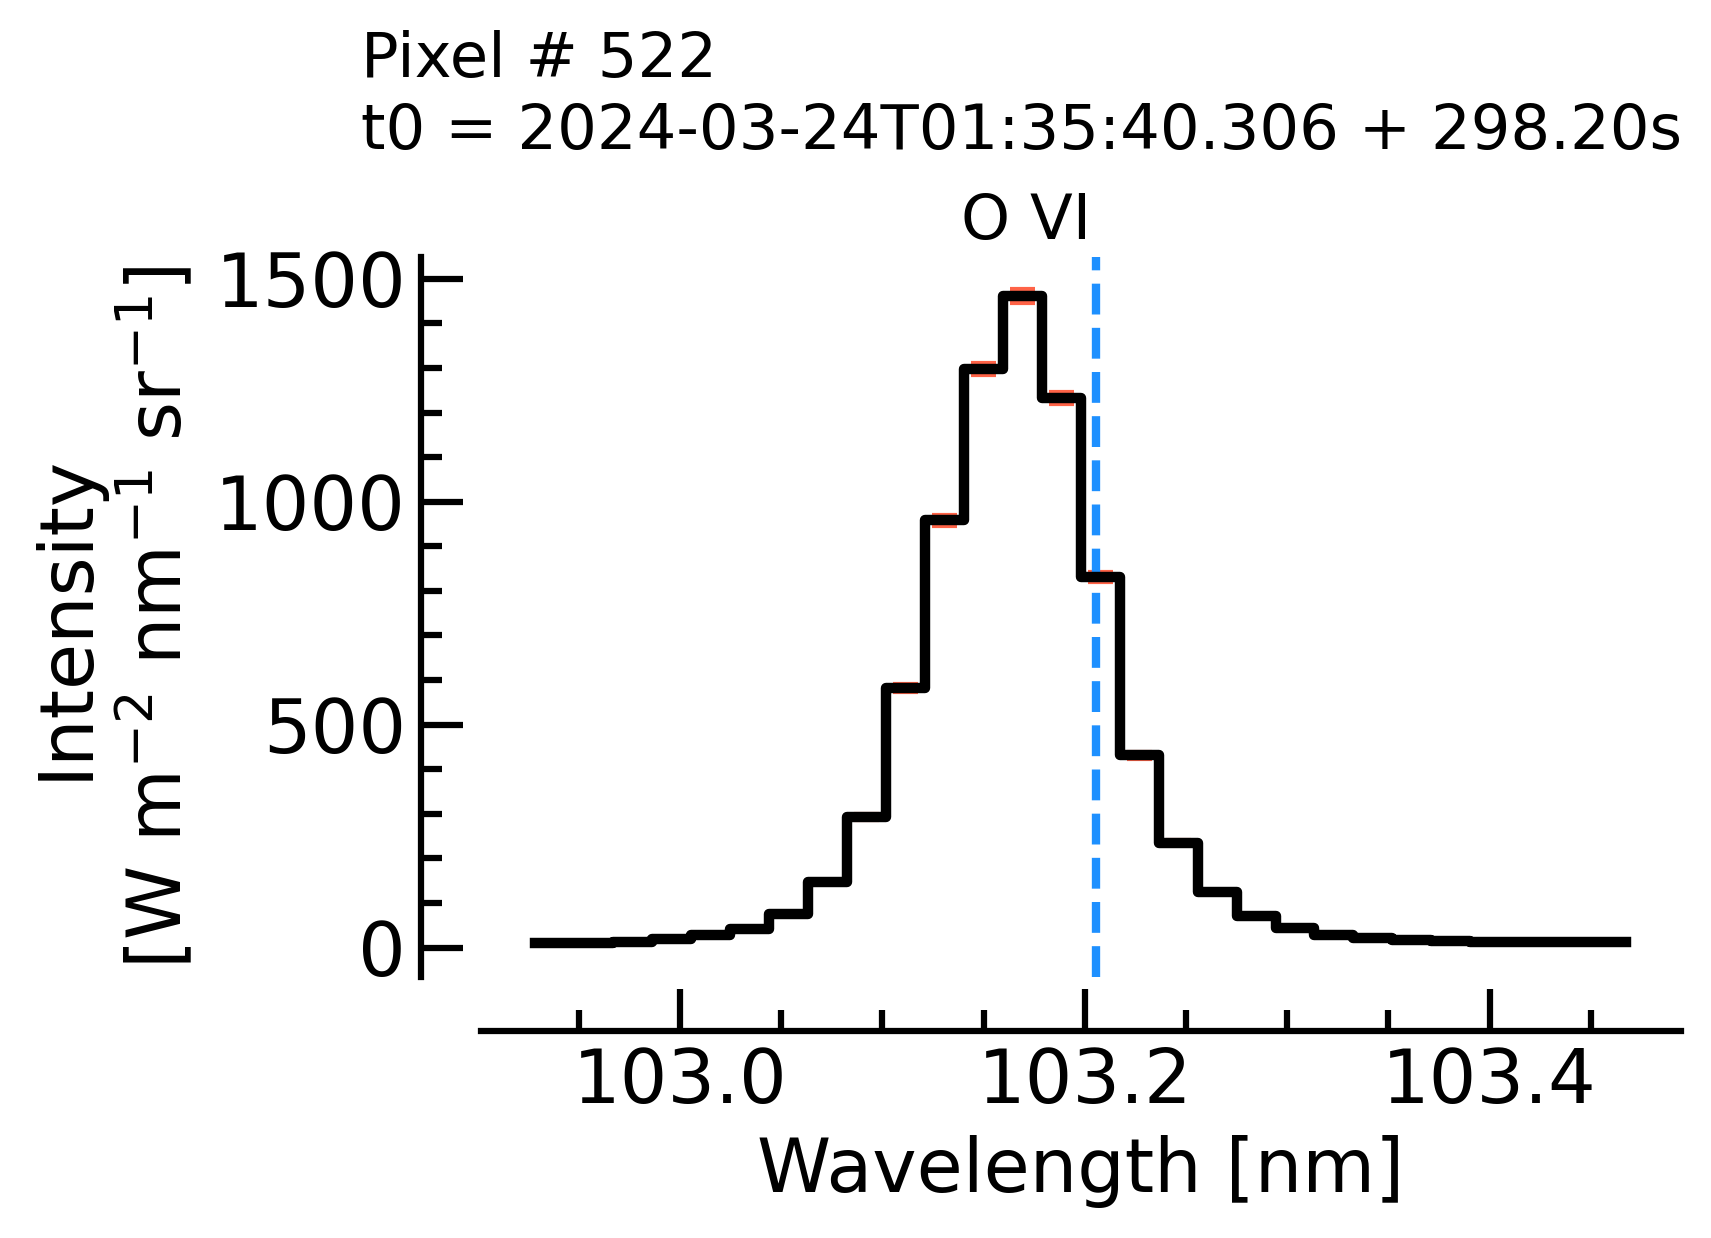 Pixel # 522
t0 = 2024-03-24T01:35:40.306 + 298.20s
O VI
Intensity
[W m⁻² nm⁻¹ sr⁻¹]
1500
1000
500
0
103.0 103.2 103.4
Wavelength [nm]